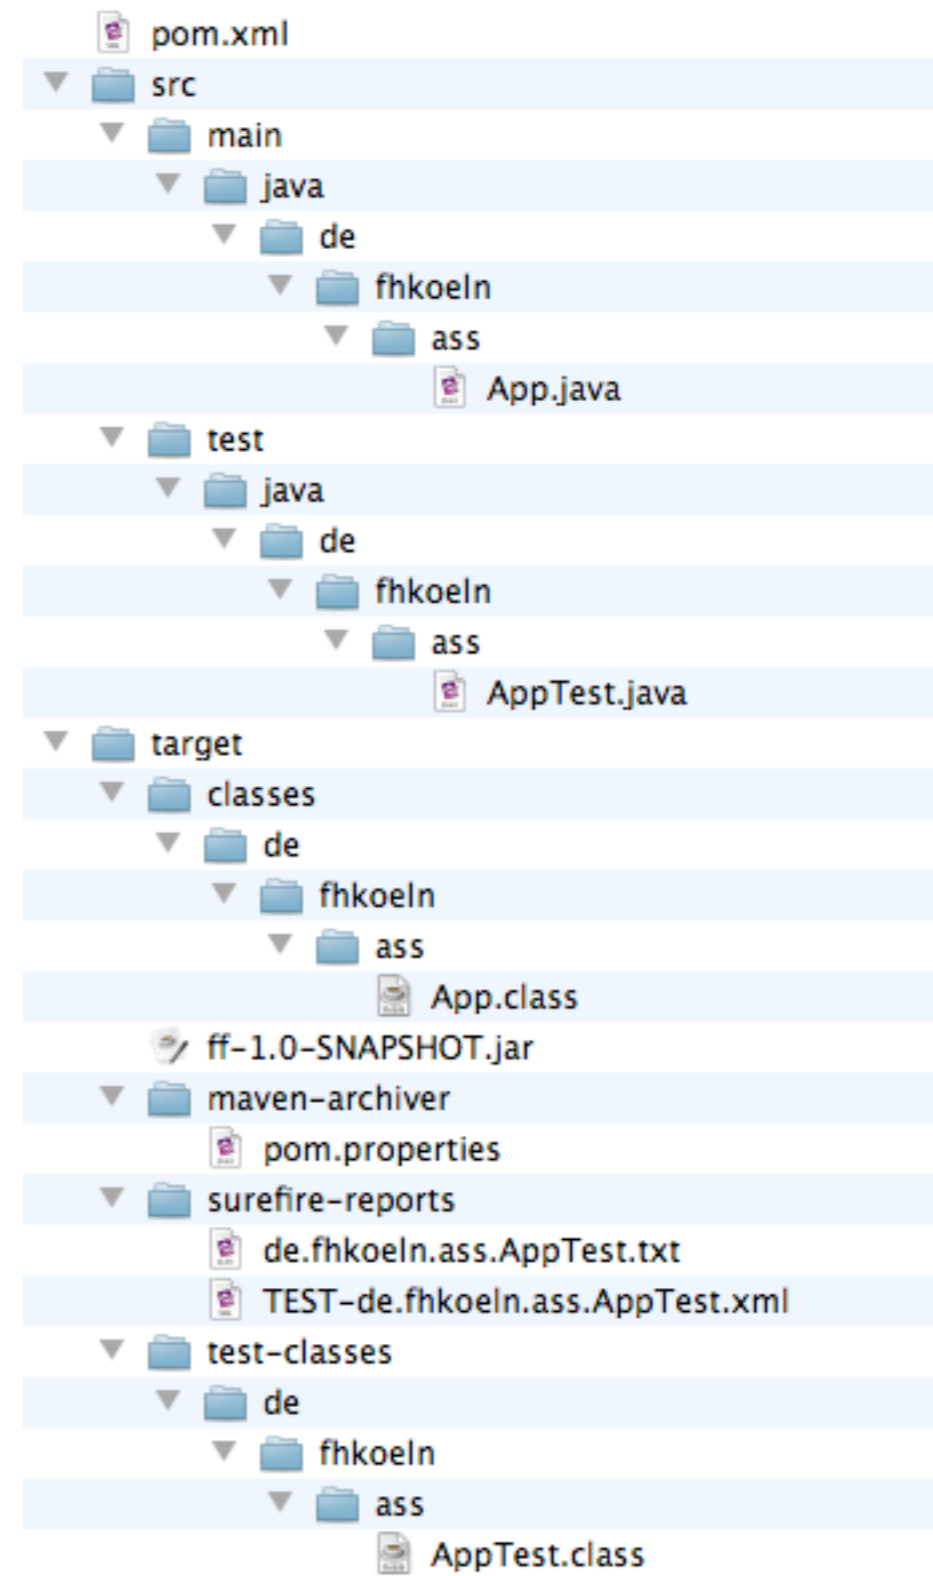 pom.xml
src
main
java
de
fhkoeln
ass
App.java
test
java
de
fhkoeln
ass
AppTest.java
target
classes
de
fhkoeln
ass
App.class
ff-1.0-SNAPSHOT.jar
maven-archiver
pom.properties
surefire-reports
de.fhkoeln.ass.AppTest.txt
TEST-de.fhkoeln.ass.AppTest.xml
test-classes
de
fhkoeln
ass
AppTest.class